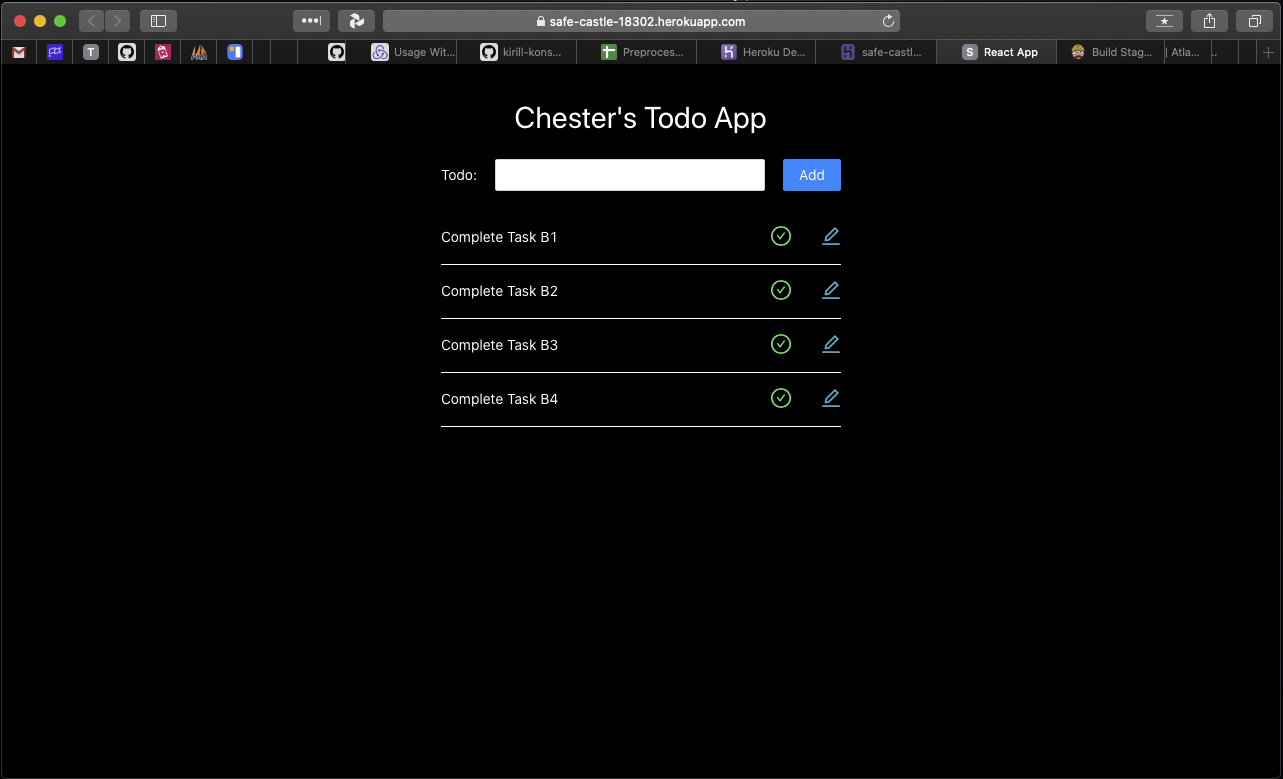 safe-castle-18302.herokuapp.com
T
Usage Wit...
kirill-kons...
Preproces...
Heroku De...
safe-castl...
S React App
Build Stag...
| Atla...
Chester's Todo App
Todo: Add
Complete Task B1
Complete Task B2
Complete Task B3
Complete Task B4